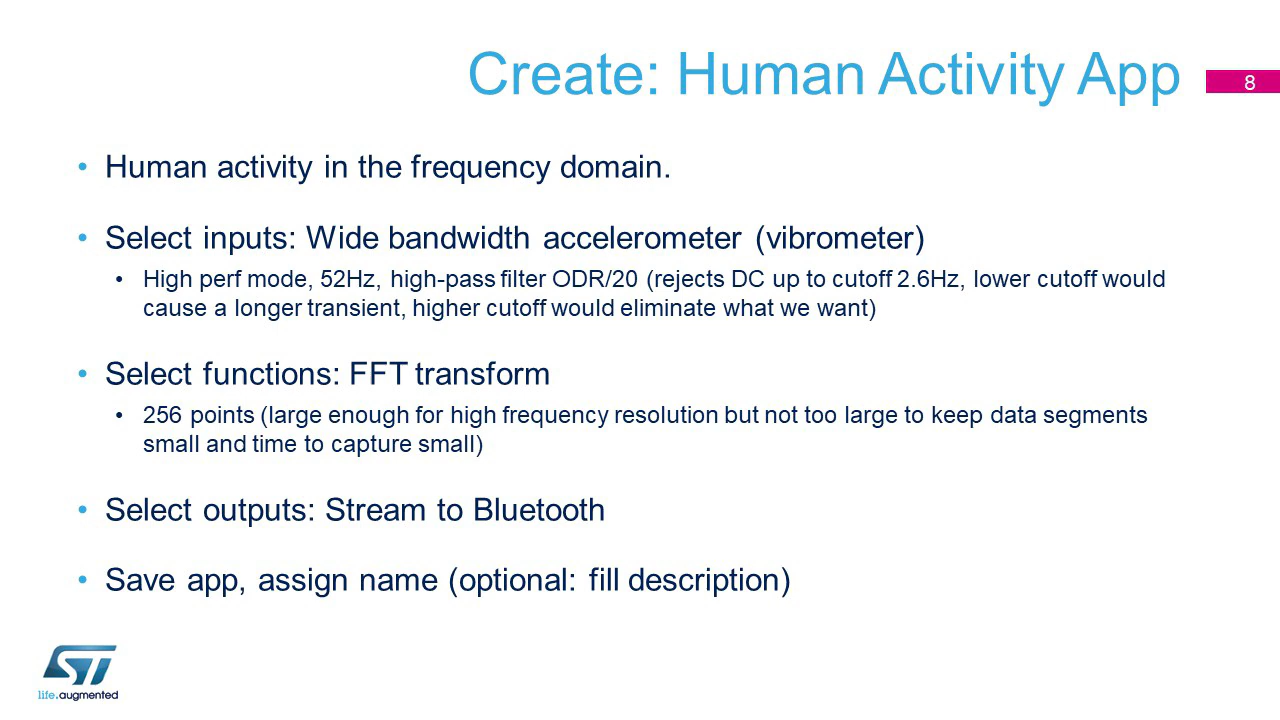 Create: Human Activity App
8
• Human activity in the frequency domain.
• Select inputs: Wide bandwidth accelerometer (vibrometer)
• High perf mode, 52Hz, high-pass filter ODR/20 (rejects DC up to cutoff 2.6Hz, lower cutoff would
cause a longer transient, higher cutoff would eliminate what we want)
• Select functions: FFT transform
• 256 points (large enough for high frequency resolution but not too large to keep data segments
small and time to capture small)
• Select outputs: Stream to Bluetooth
• Save app, assign name (optional: fill description)
ST
life.augmented